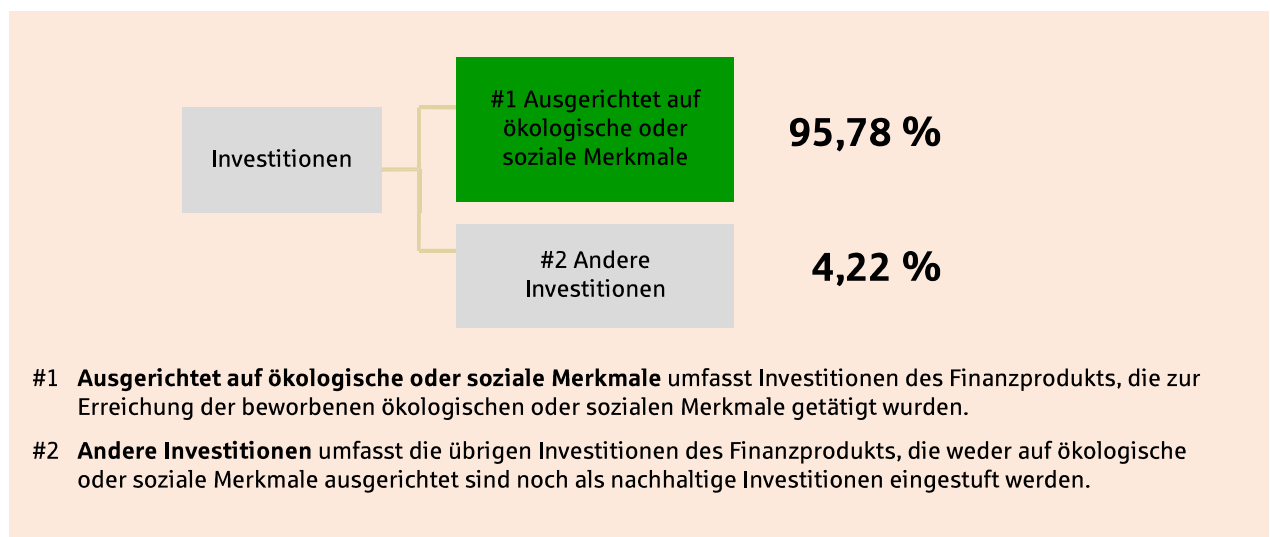 Investitionen
#1 Ausgerichtet auf
ökologische oder
soziale Merkmale
95,78 %
#2 Andere
Investitionen
4,22 %
#1 Ausgerichtet auf ökologische oder soziale Merkmale umfasst Investitionen des Finanzprodukts, die zur
Erreichung der beworbenen ökologischen oder sozialen Merkmale getätigt wurden.
#2 Andere Investitionen umfasst die übrigen Investitionen des Finanzprodukts, die weder auf ökologische
oder soziale Merkmale ausgerichtet sind noch als nachhaltige Investitionen eingestuft werden.